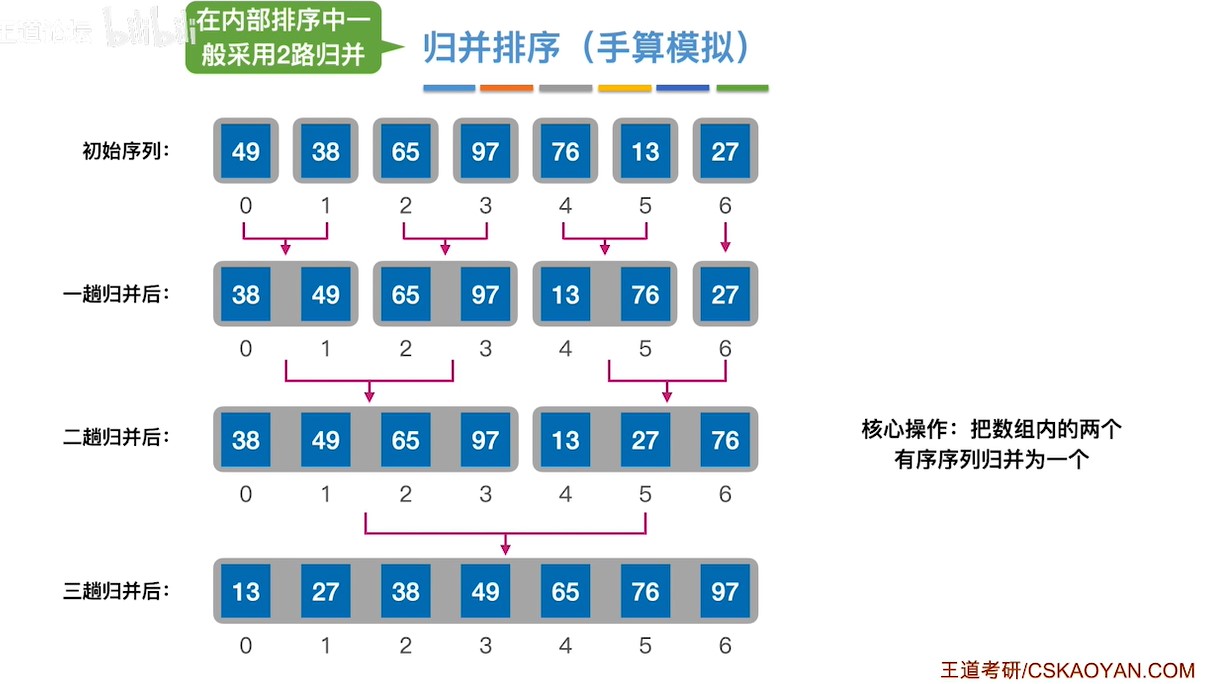 王道论坛 bilibili
在内部排序中一
般采用2路归并
归并排序（手算模拟）
初始序列： 49 38 65 97 76 13 27
0 1 2 3 4 5 6
一趟归并后： 38 49 65 97 13 76 27
0 1 2 3 4 5 6
二趟归并后： 38 49 65 97 13 27 76
0 1 2 3 4 5 6
核心操作：把数组内的两个
有序序列归并为一个
三趟归并后： 13 27 38 49 65 76 97
0 1 2 3 4 5 6
王道考研/CSKAOYAN.COM